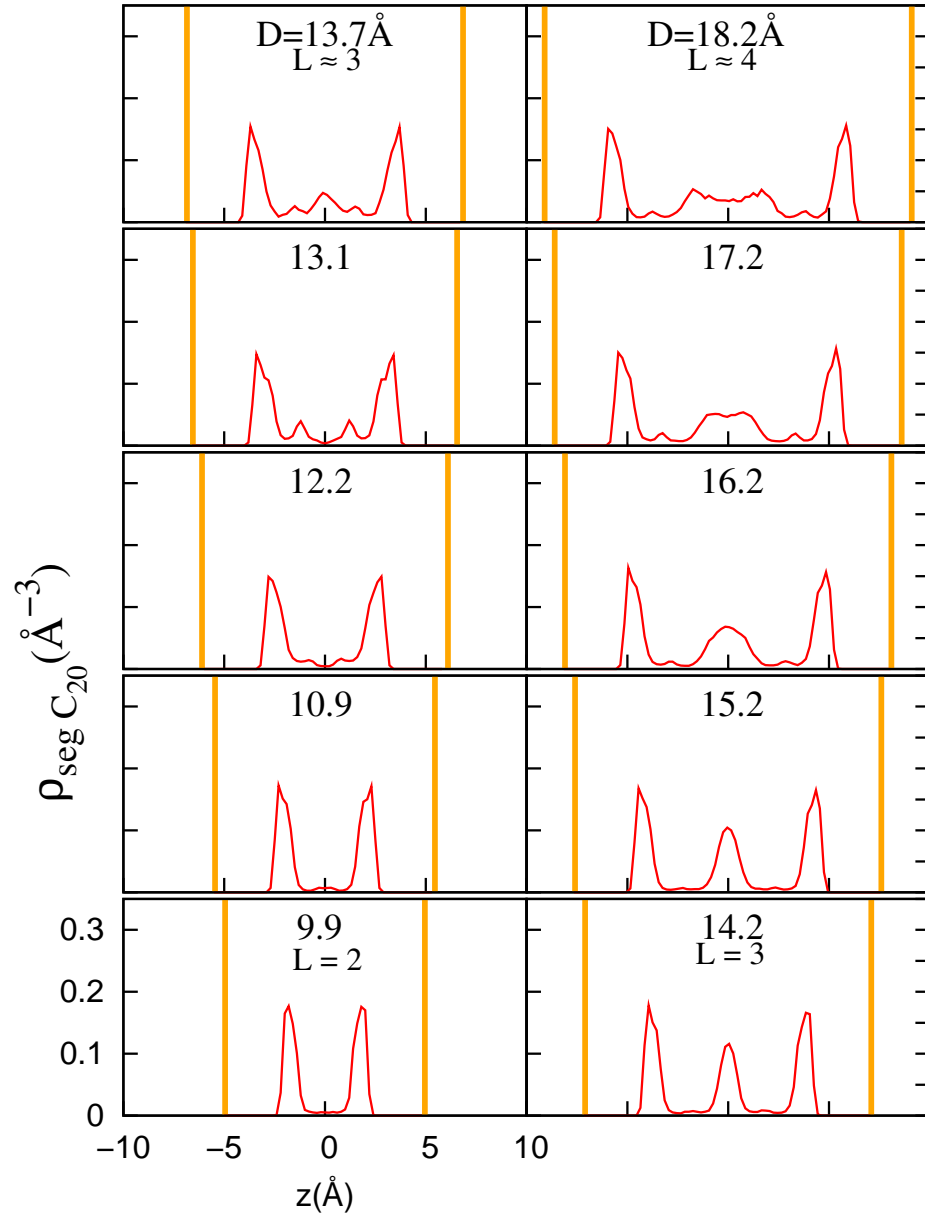 D=13.7Å
L ≈ 3
D=18.2Å
L ≈ 4
13.1
17.2
12.2
16.2
10.9
15.2
9.9
L = 2
14.2
L = 3
ρseg C20(Å−3)
0.3
0.2
0.1
0
−10
−5
0
5
10
z(Å)